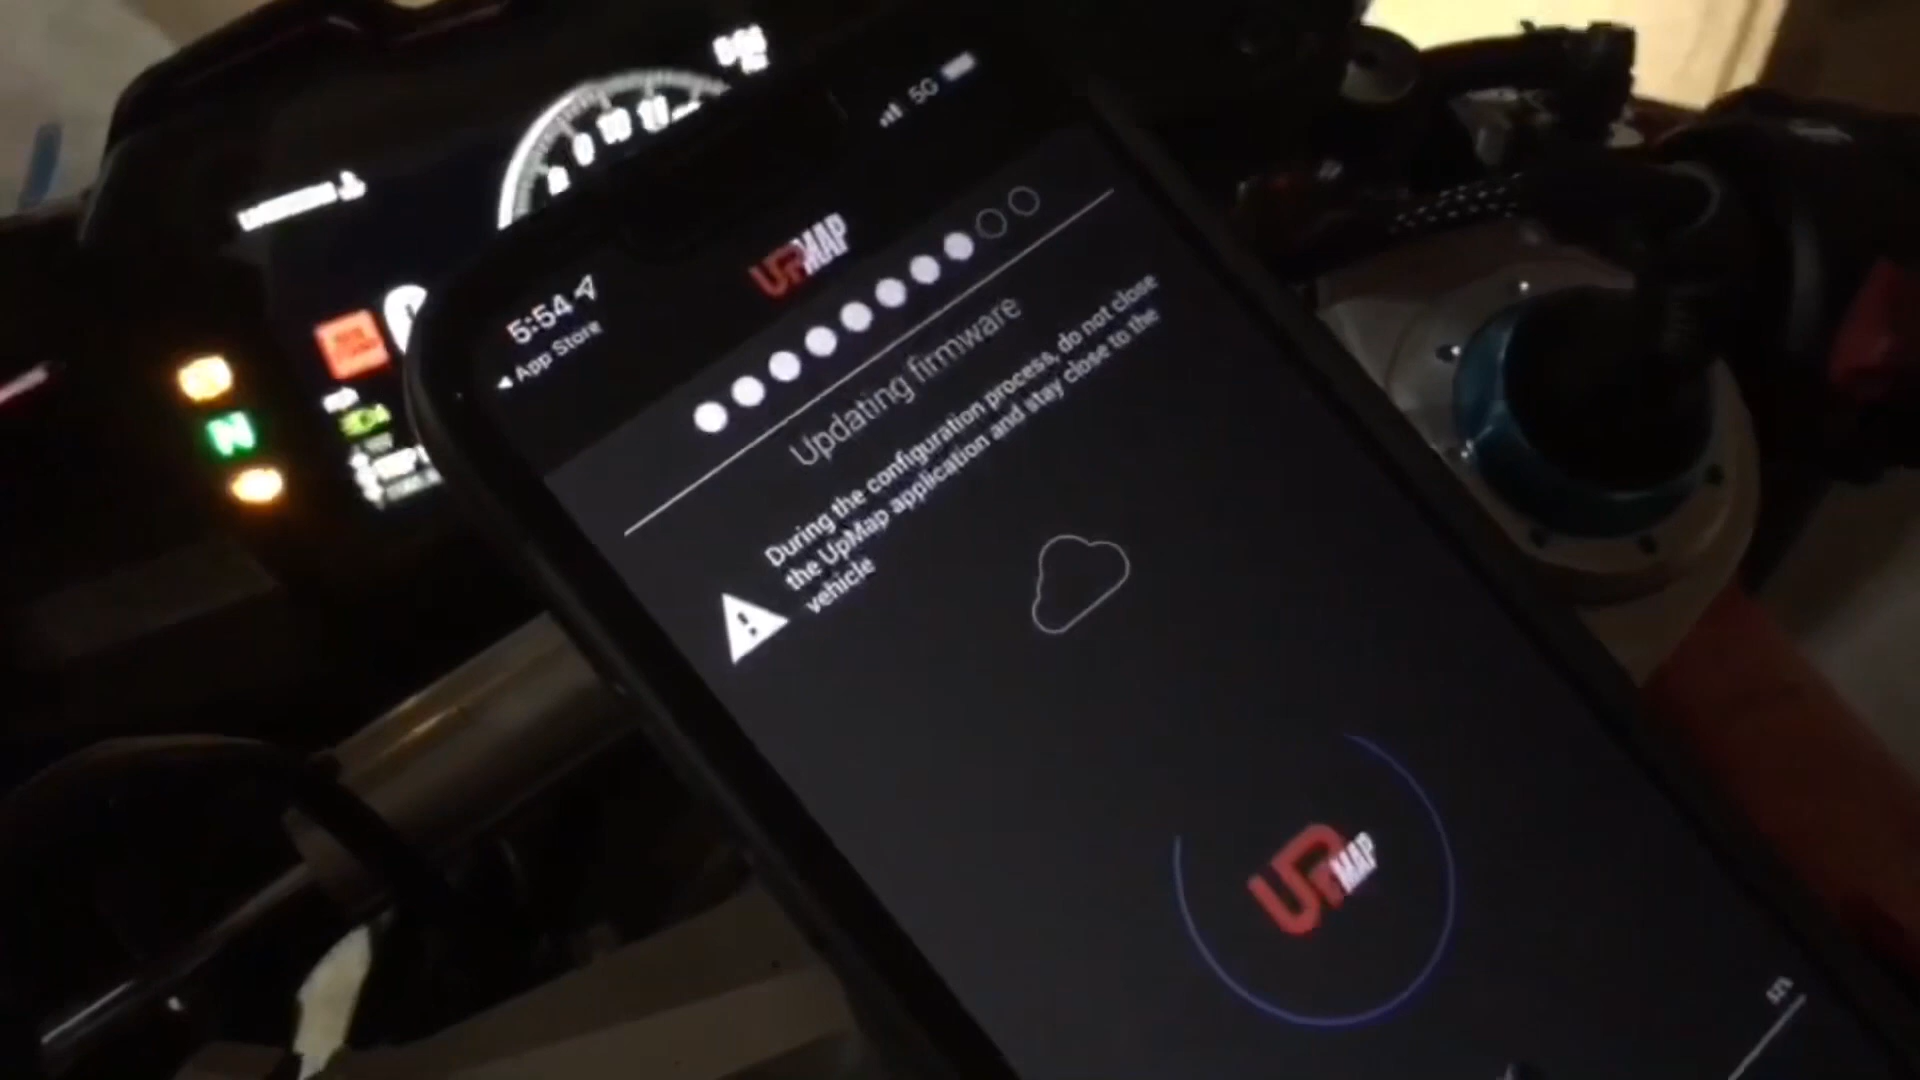 5G
5:54
App Store
UPMAP
Updating firmware
During the configuration process, do not close
the UpMap application and stay close to the
vehicle
N
UPMAP